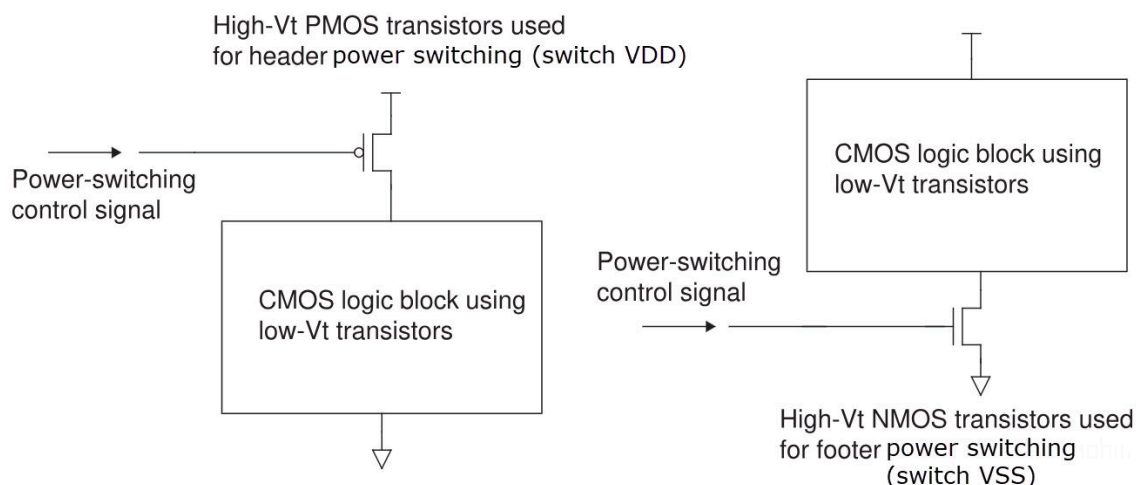 High-Vt PMOS transistors used
for header power switching (switch VDD)
Power-switching
control signal
CMOS logic block using
low-Vt transistors
CMOS logic block using
low-Vt transistors
Power-switching
control signal
High-Vt NMOS transistors used
for footer power switching
(switch VSS)